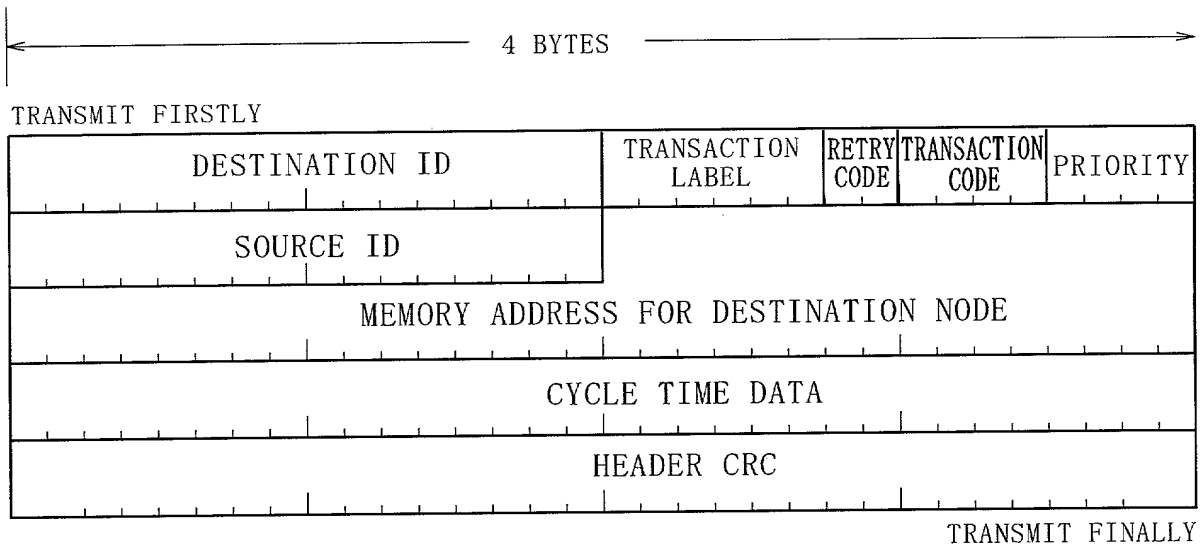 4 BYTES
TRANSMIT FIRSTLY
DESTINATION ID
TRANSACTION
LABEL
RETRY
CODE
TRANSACTION
CODE
PRIORITY
SOURCE ID
MEMORY ADDRESS FOR DESTINATION NODE
CYCLE TIME DATA
HEADER CRC
TRANSMIT FINALLY